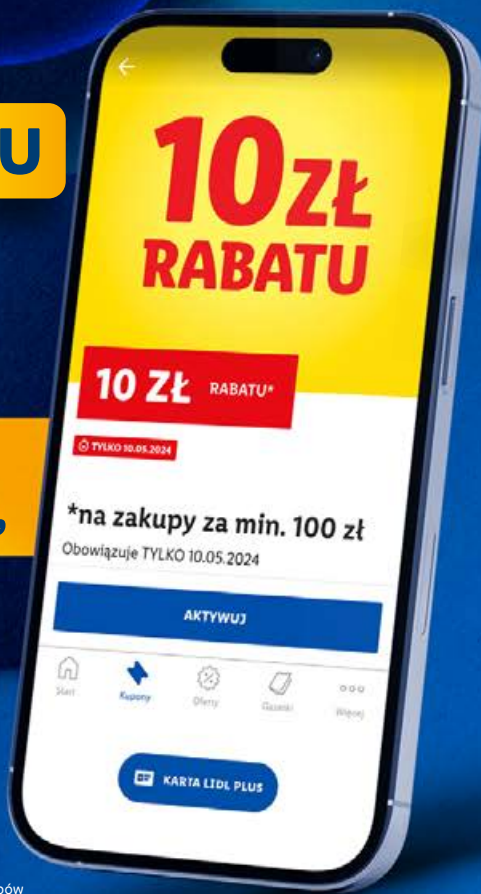 U
10 ZŁ
RABATU
10 ZŁ RABATU*
TYLKO 10.05.2024
*na zakupy za min. 100 zł
Obowiązuje TYLKO 10.05.2024
AKTYWUJ
Start Kupony Oferty Gazetki Więcej
KARTA LIDL PLUS